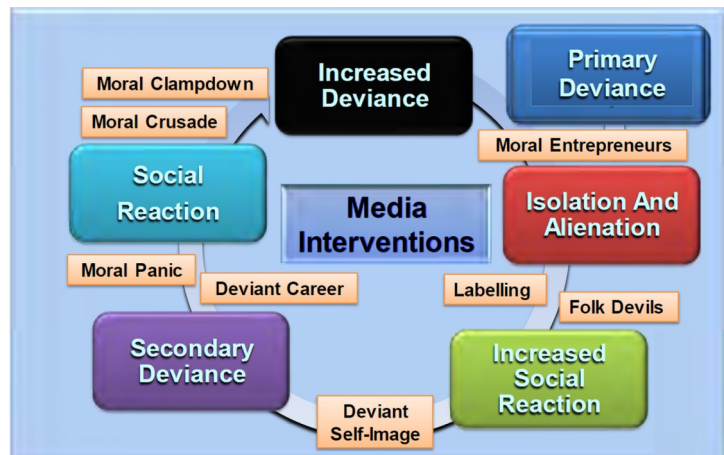 Increased
Deviance
Primary
Deviance
Moral Clampdown
Moral Crusade
Moral Entrepreneurs
Social
Reaction
Media
Interventions
Isolation And
Alienation
Moral Panic
Deviant Career
Labelling
Folk Devils
Secondary
Deviance
Increased
Social
Reaction
Deviant
Self-Image